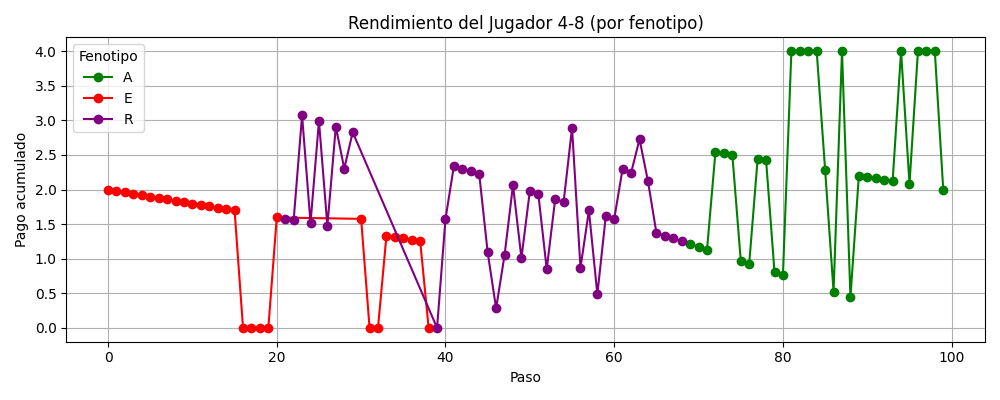 Rendimiento del Jugador 4-8 (por fenotipo)
Pago acumulado
4.0
3.5
3.0
2.5
2.0
1.5
1.0
0.5
0.0
Fenotipo
A
E
R
0 20 40 60 80 100
Paso